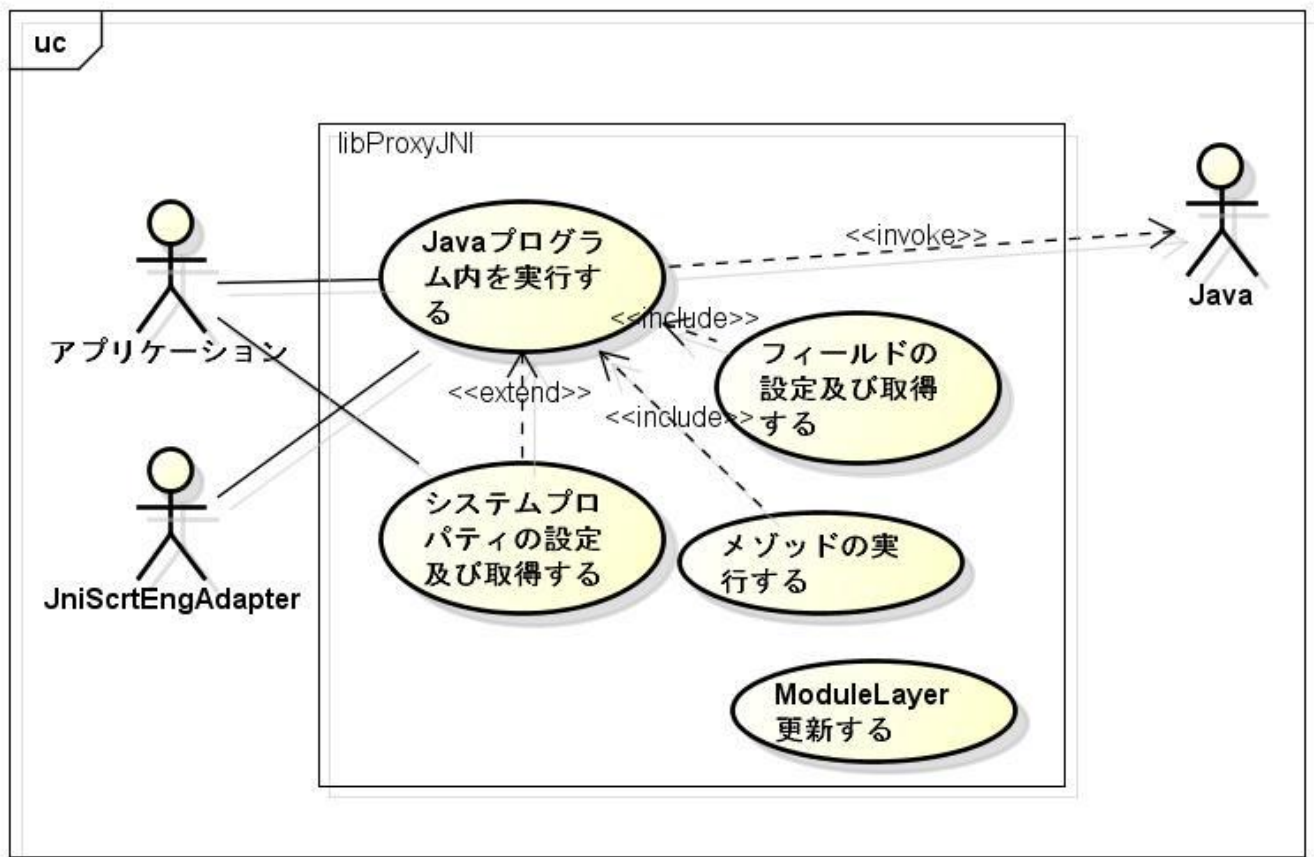 uc
libProxyJNI
Javaプログラ
ム内を実行す
る
<<invoke>>
Java
アプリケーション
<<include>>
フィールドの
設定及び取得
する
<<extend>>
<<include>>
システムプロ
パティの設定
及び取得する
メゾッドの実
行する
JniScrtEngAdapter
ModuleLayer
更新する